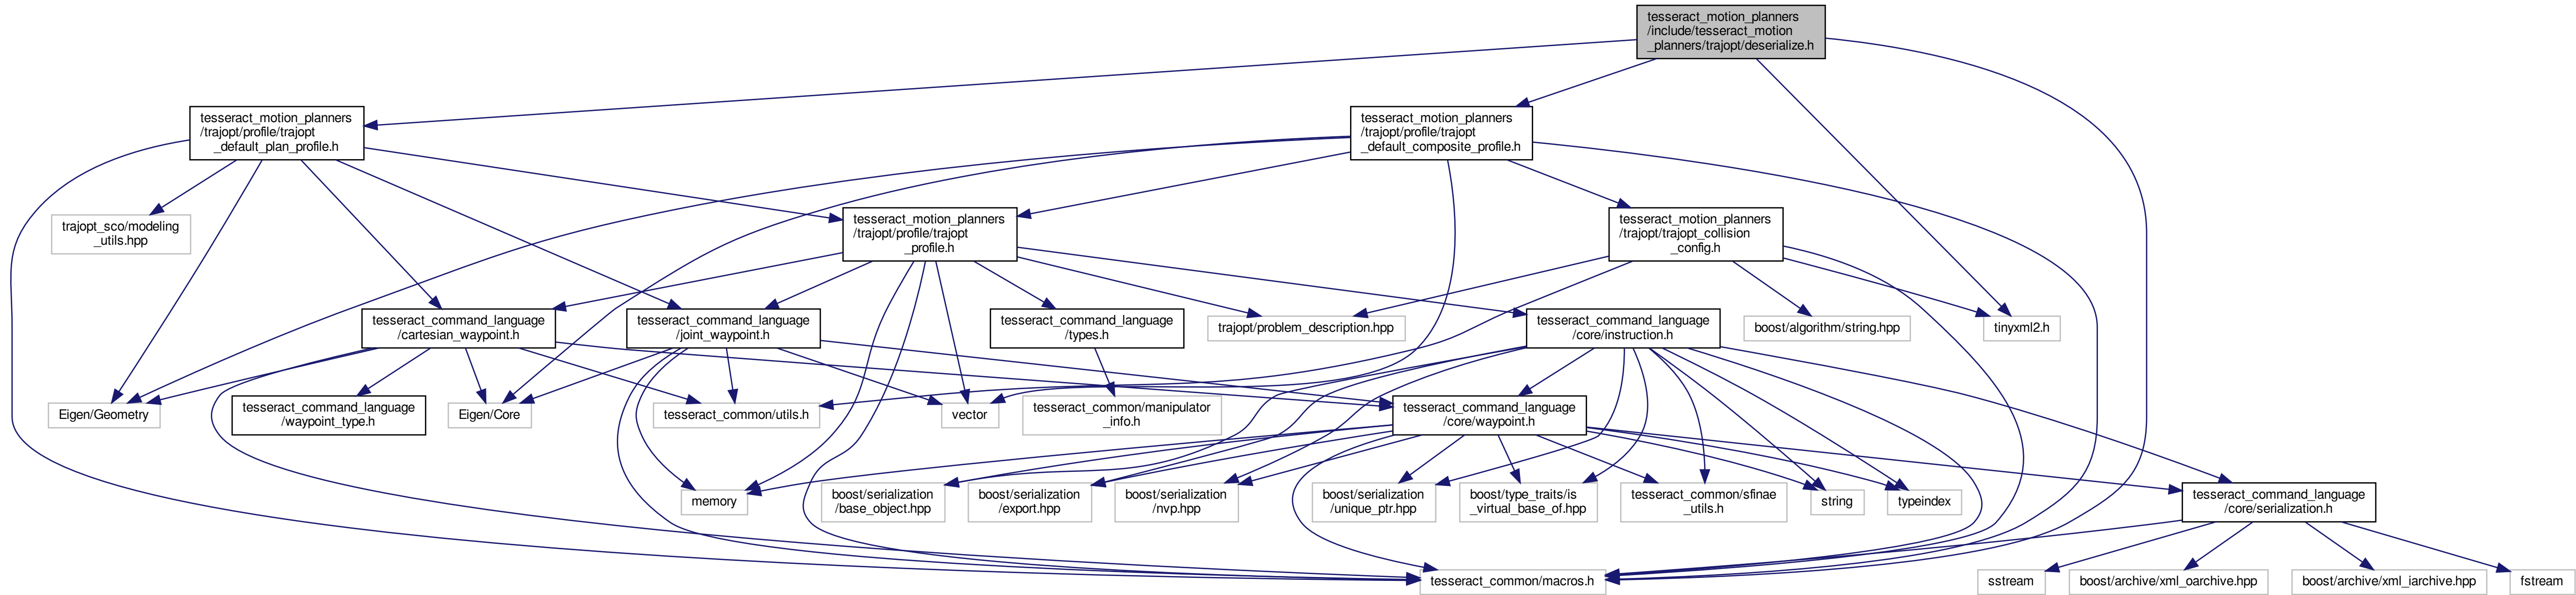 tesseract_motion_planners
/include/tesseract_motion
_planners/trajopt/deserialize.h
tesseract_motion_planners
/trajopt/profile/trajopt
_default_plan_profile.h
tesseract_motion_planners
/trajopt/profile/trajopt
_default_composite_profile.h
trajopt_sco/modeling
_utils.hpp
tesseract_motion_planners
/trajopt/profile/trajopt
_profile.h
tesseract_motion_planners
/trajopt/trajopt_collision
_config.h
tesseract_command_language
/cartesian_waypoint.h
tesseract_command_language
/joint_waypoint.h
tesseract_command_language
/types.h
trajopt/problem_description.hpp
tesseract_command_language
/core/instruction.h
boost/algorithm/string.hpp
tinyxml2.h
Eigen/Geometry
tesseract_command_language
/waypoint_type.h
Eigen/Core
tesseract_common/utils.h
vector
tesseract_common/manipulator
_info.h
tesseract_command_language
/core/waypoint.h
memory
boost/serialization
/base_object.hpp
boost/serialization
/export.hpp
boost/serialization
/nvp.hpp
boost/serialization
/unique_ptr.hpp
boost/type_traits/is
_virtual_base_of.hpp
tesseract_common/sfinae
_utils.h
string
typeindex
tesseract_command_language
/core/serialization.h
tesseract_common/macros.h
sstream
boost/archive/xml_oarchive.hpp
boost/archive/xml_iarchive.hpp
fstream